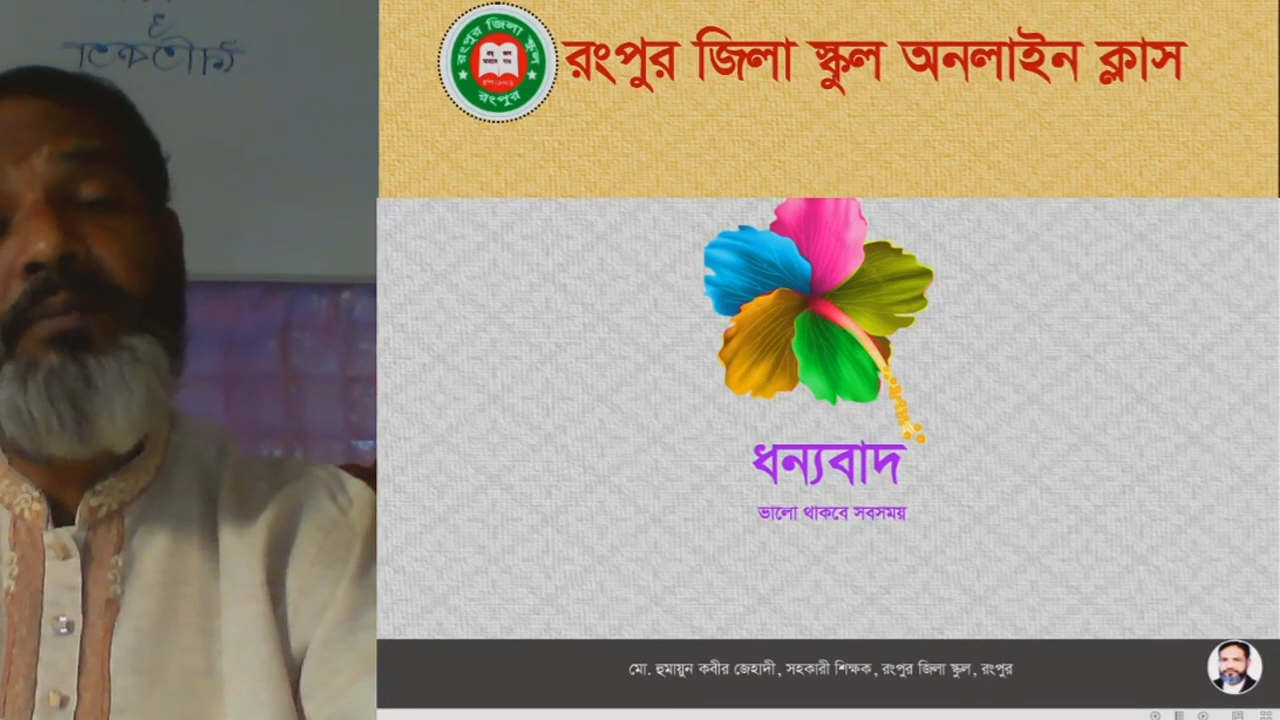 ও
রংপুর জিলা স্কুল
রংপুর
রংপুর জিলা স্কুল অনলাইন ক্লাস
ধন্যবাদ
ভালো থাকবে সবসময়
মো. হুমায়ুন কবীর জেহাদী, সহকারী শিক্ষক, রংপুর জিলা স্কুল, রংপুর